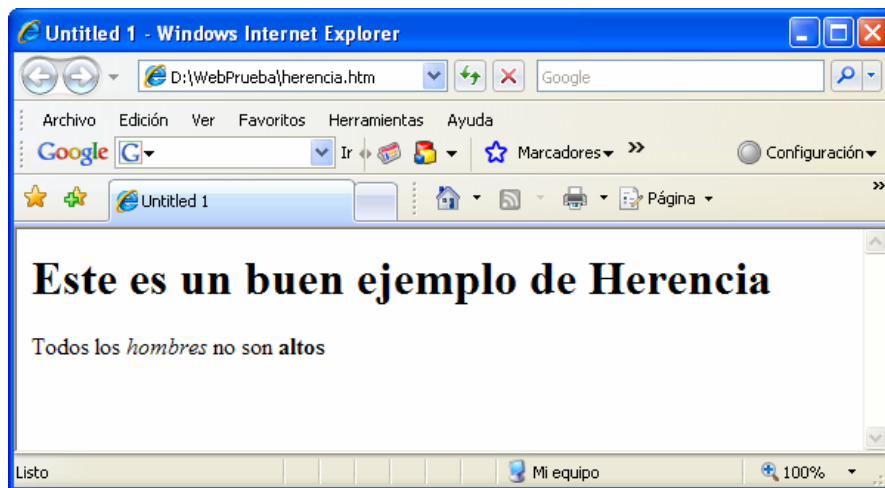 Untitled 1 - Windows Internet Explorer
D:\WebPrueba\herencia.htm Google
Archivo Edición Ver Favoritos Herramientas Ayuda
Google G Ir Marcadores Configuración
Untitled 1 Página
Este es un buen ejemplo de Herencia
Todos los hombres no son altos
Listo Mi equipo 100%